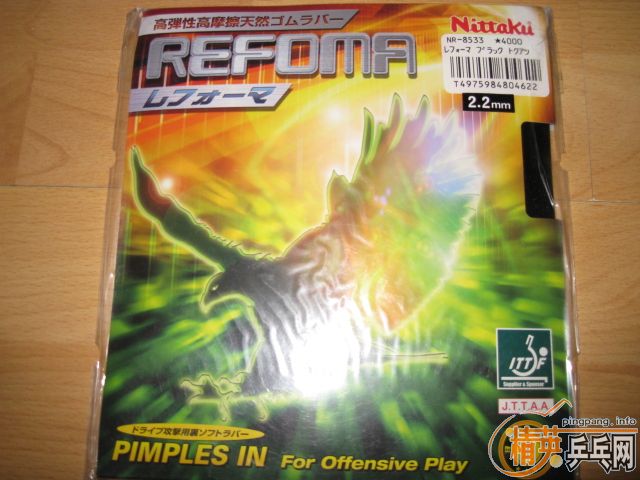 高弾性高摩擦天然ゴムラバー
REFOMA
レフォーマ
Nittaku
NR-8533 ★4000
レフォーマ ブラック トクアツ
T4975984804622
2.2mm
ITTF
Supplier & Sponsor
J.T.T.A.A
ドライブ攻撃用裏ソフトラバー
PIMPLES IN For Offensive Play
pingpang.info
精英乒乓网